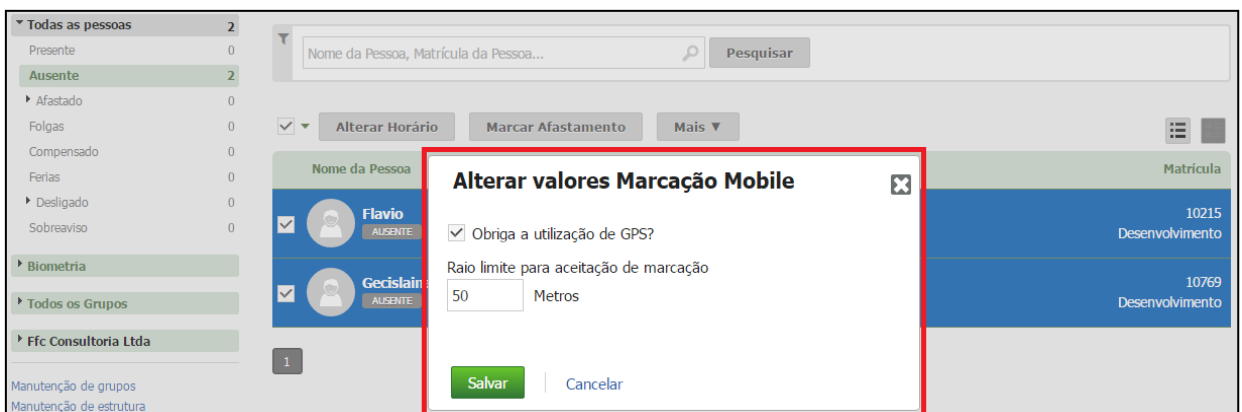 Todas as pessoas 2
Presente 0
Ausente 2
Afastado 0
Folgas 0
Compensado 0
Ferias 0
Desligado 0
Sobreaviso 0
Biometria
Todos os Grupos
Ffc Consultoria Ltda
Manutenção de grupos
Manutenção de estrutura
Nome da Pessoa, Matrícula da Pessoa...
Pesquisar
Alterar Horário Marcar Afastamento Mais ▼
Nome da Pessoa Matrícula
Flavio 10215
AUSENTE Desenvolvimento
10769
AUSENTE Desenvolvimento
1
Alterar valores Marcação Mobile
Obriga a utilização de GPS?
Raio limite para aceitação de marcação
50 Metros
Salvar Cancelar